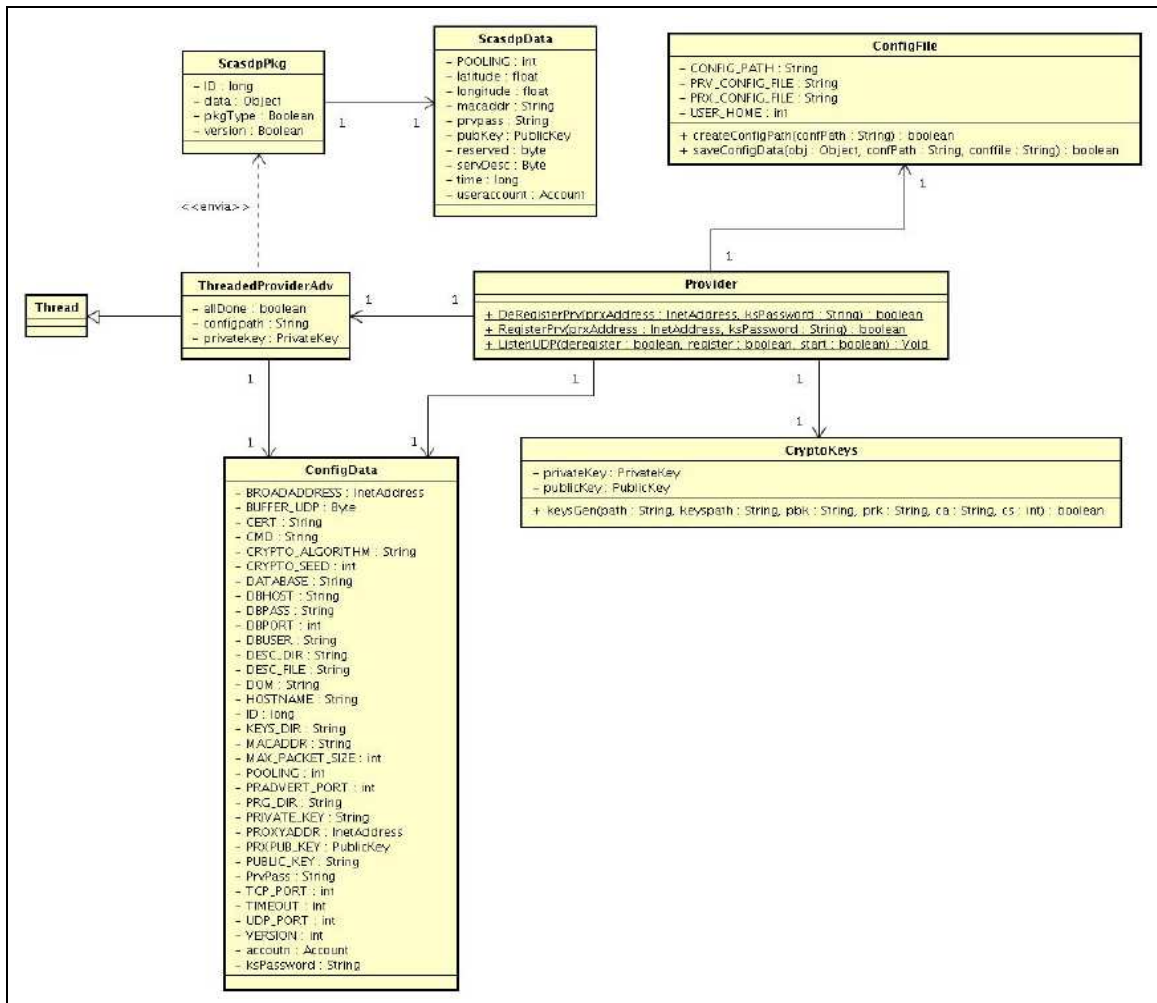 ScasdpPkg
- ID : long
- data : Object
- pkgType : Boolean
- version : Boolean
1
1
ScasdpData
- POOLING : int
- latitude : float
- longitude : float
- macaddr : String
- prvpass : String
- pubKey : PublicKey
- reserved : byte
- servDesc : Byte
- time : long
- useraccount : Account
ConfigFile
- CONFIG_PATH : String
- PRV_CONFIG_FILE : String
- PRX_CONFIG_FILE : String
- USER_HOME : int
+ createConfigPath(confPath : String) : boolean
+ saveConfigData(obj : Object, confPath : String, conffile : String) : boolean
1
<<envia>>
1
Thread
ThreadedProviderAdv
- allDone : boolean
- configpath : String
- privatekey : PrivateKey
1
1
Provider
+ DeRegisterPrv(prxAddress : InetAddress, ksPassword : String) : boolean
+ RegisterPrv(prxAddress : InetAddress, ksPassword : String) : boolean
+ ListenUDP(deregister : boolean, register : boolean, start : boolean) : Void
1
1
1
1
1
1
CryptoKeys
- privateKey : PrivateKey
- publicKey : PublicKey
+ keysGen(path : String, keyspath : String, pbk : String, prk : String, ca : String, cs : int) : boolean
ConfigData
- BROADADDRESS : InetAddress
- BUFFER_UDP : Byte
- CERT : String
- CMD : String
- CRYPTO_ALGORITHM : String
- CRYPTO_SEED : int
- DATABASE : String
- DBHOST : String
- DBPASS : String
- DBPORT : int
- DBUSER : String
- DESC_DIR : String
- DESC_FILE : String
- DOM : String
- HOSTNAME : String
- ID : long
- KEYS_DIR : String
- MACADDR : String
- MAX_PACKET_SIZE : int
- POOLING : int
- PRADVERT_PORT : int
- PRG_DIR : String
- PRIVATE_KEY : String
- PROXYADDR : InetAddress
- PRXPUB_KEY : PublicKey
- PUBLIC_KEY : String
- PrvPass : String
- TCP_PORT : int
- TIMEOUT : int
- UDP_PORT : int
- VERSION : int
- accoutn : Account
- ksPassword : String